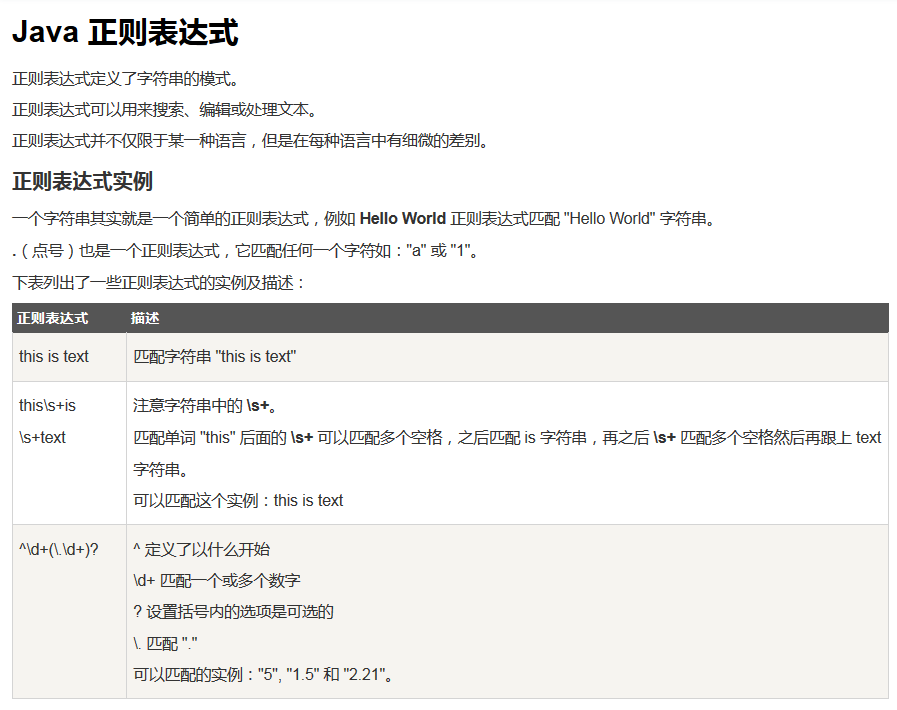 Java 正则表达式
正则表达式定义了字符串的模式。
正则表达式可以用来搜索、编辑或处理文本。
正则表达式并不仅限于某一种语言，但是在每种语言中有细微的差别。
正则表达式实例
一个字符串其实就是一个简单的正则表达式，例如 Hello World 正则表达式匹配 "Hello World" 字符串。
.（点号）也是一个正则表达式，它匹配任何一个字符如："a" 或 "1"。
下表列出了一些正则表达式的实例及描述：
正则表达式 描述
this is text 匹配字符串 "this is text"
this\s+is 注意字符串中的 \s+。
\s+text 匹配单词 "this" 后面的 \s+ 可以匹配多个空格，之后匹配 is 字符串，再之后 \s+ 匹配多个空格然后再跟上 text
字符串。
可以匹配这个实例：this is text
^\d+(\.\d+)? ^ 定义了以什么开始
\d+ 匹配一个或多个数字
? 设置括号内的选项是可选的
\. 匹配 "."
可以匹配的实例："5", "1.5" 和 "2.21"。